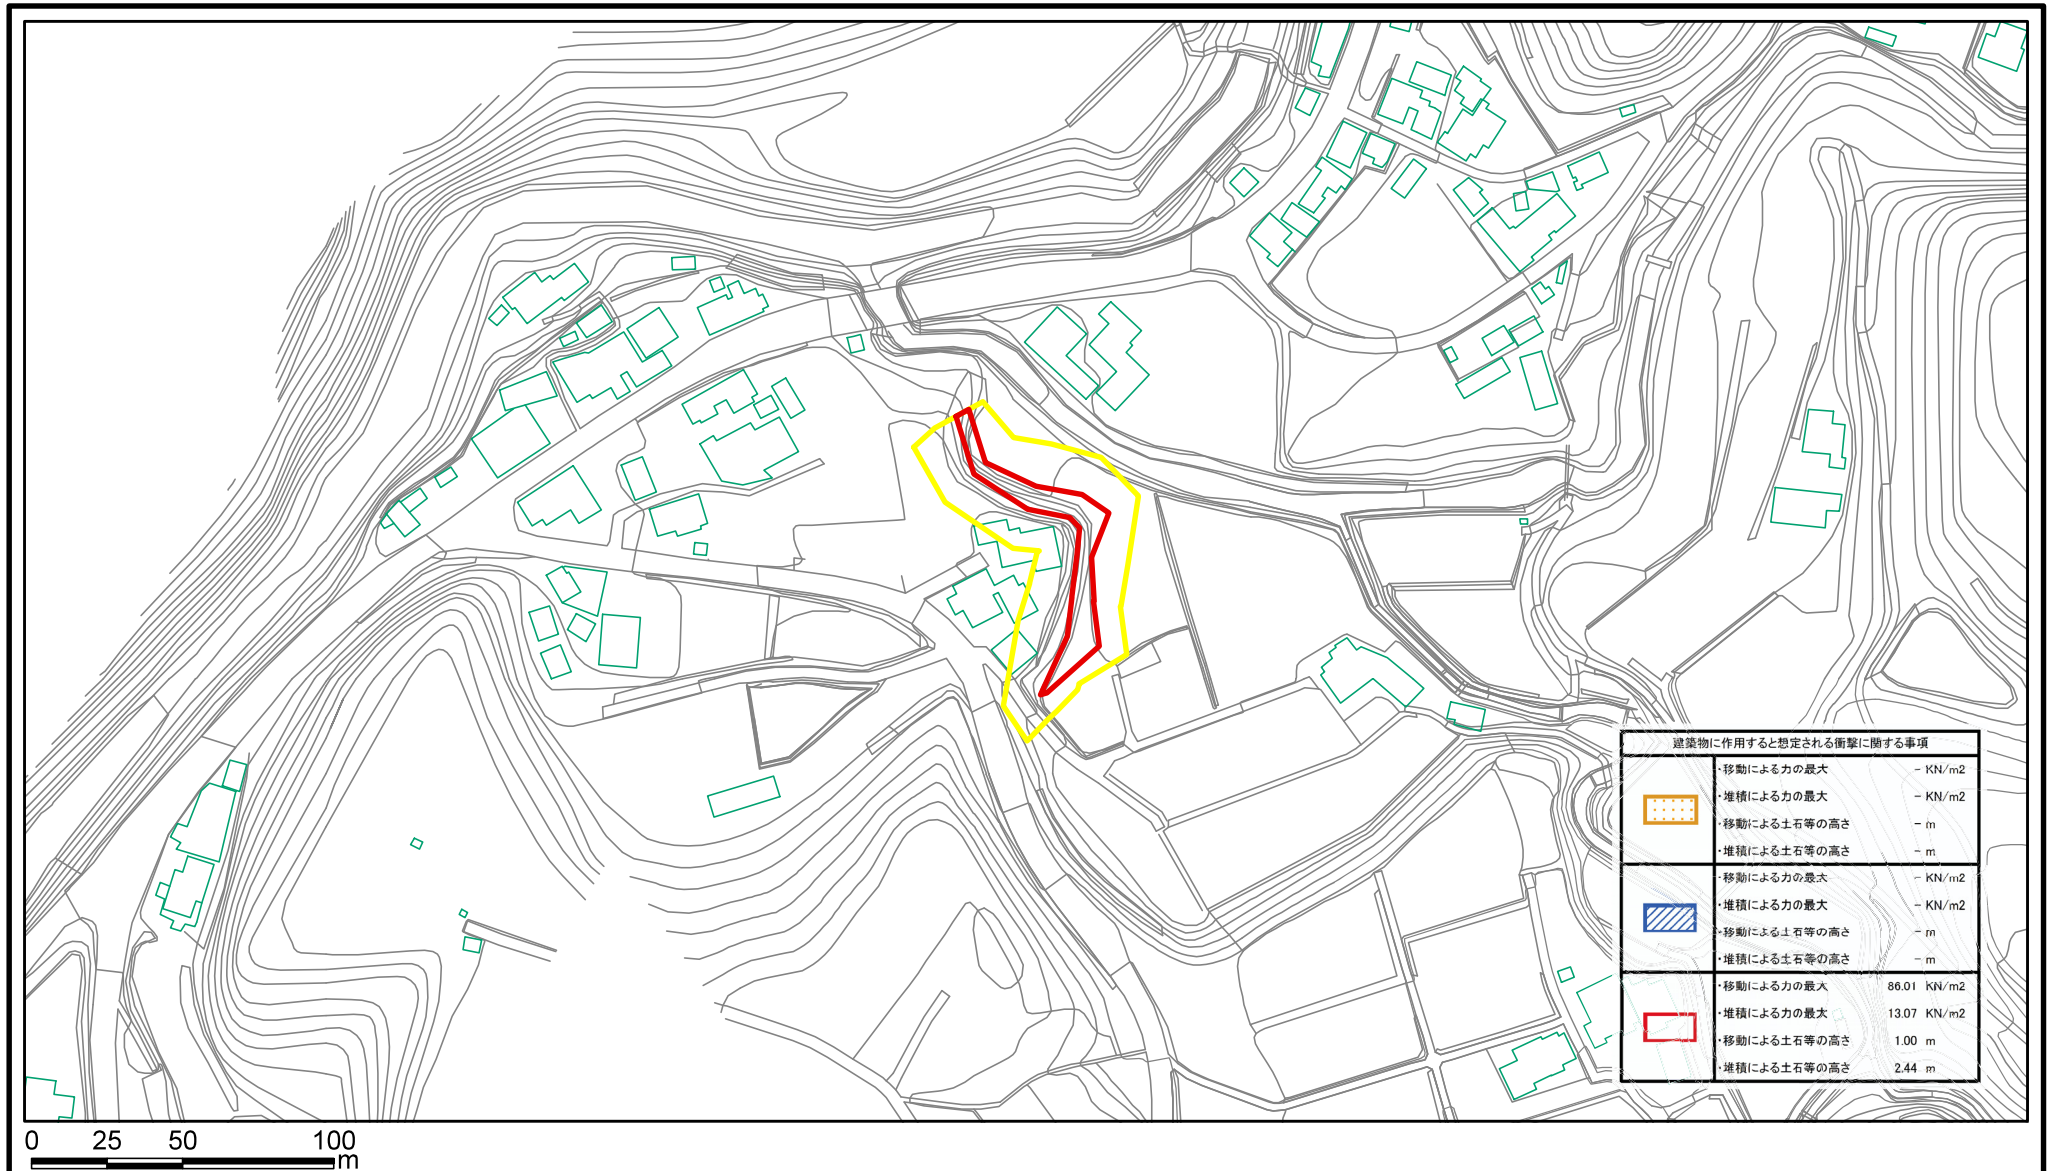 建築物に作用すると想定される衝撃に関する事項
・移動による力の最大 - KN/m2
・堆積による力の最大 - KN/m2
・移動による土石等の高さ - m
・堆積による土石等の高さ - m
・移動による力の最大 - KN/m2
・堆積による力の最大 - KN/m2
・移動による土石等の高さ - m
・堆積による土石等の高さ - m
・移動による力の最大 86.01 KN/m2
・堆積による力の最大 13.07 KN/m2
・移動による土石等の高さ 1.00 m
・堆積による土石等の高さ 2.44 m
0 25 50 100
m